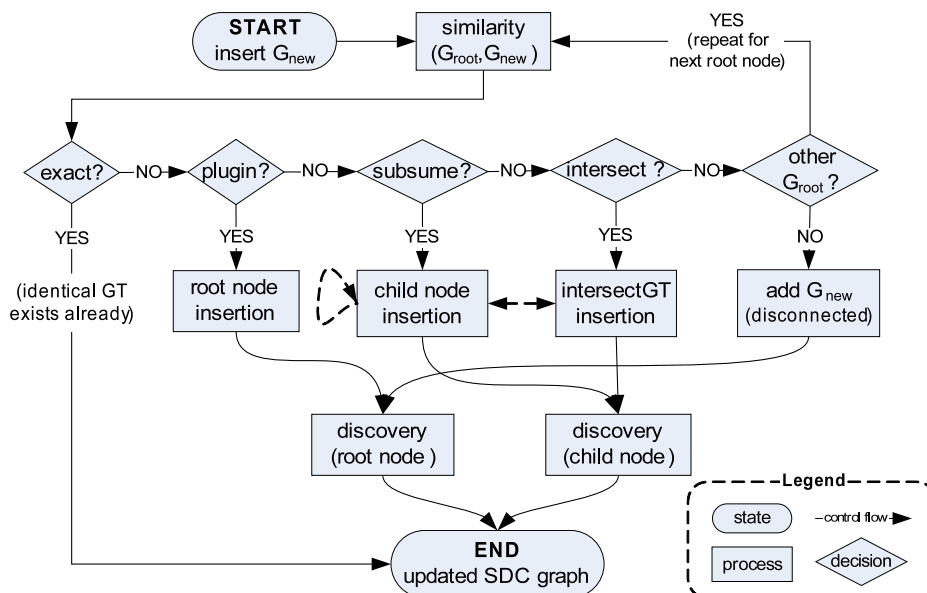 START
insert Gnew
similarity
(Groot,Gnew)
YES
(repeat for
next root node)
exact?
NO
plugin?
NO
subsume?
NO
intersect ?
NO
other
Groot ?
YES
YES
YES
YES
NO
(identical GT
exists already)
root node
insertion
child node
insertion
intersectGT
insertion
add Gnew
(disconnected)
discovery
(root node )
discovery
(child node )
END
updated SDC graph
Legend
state
control flow
process
decision